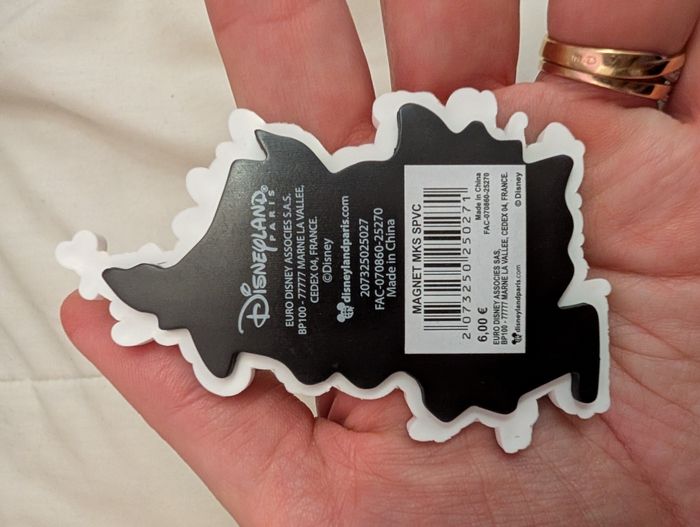 DISNEYLAND®
PARIS
EURO DISNEY ASSOCIES S.A.S.
BP100 - 77777 MARNE LA VALLEE,
CEDEX 04, FRANCE.
©Disney
disneylandparis.com
207325025027
FAC-070860-25270
Made in China
MAGNET MKS SPVC
2 073250 250271
Made in China
FAC-070860-25270
6,00 €
EURO DISNEY ASSOCIES SAS,
BP100 - 77777 MARNE LA VALLEE, CEDEX 04, FRANCE.
disneylandparis.com
© Disney